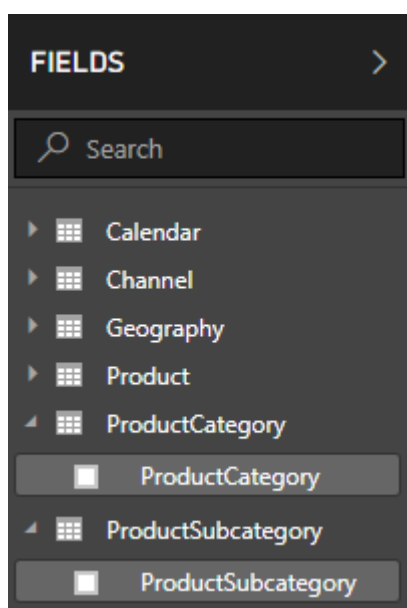 FIELDS
Search
Calendar
Channel
Geography
Product
ProductCategory
ProductCategory
ProductSubcategory
ProductSubcategory